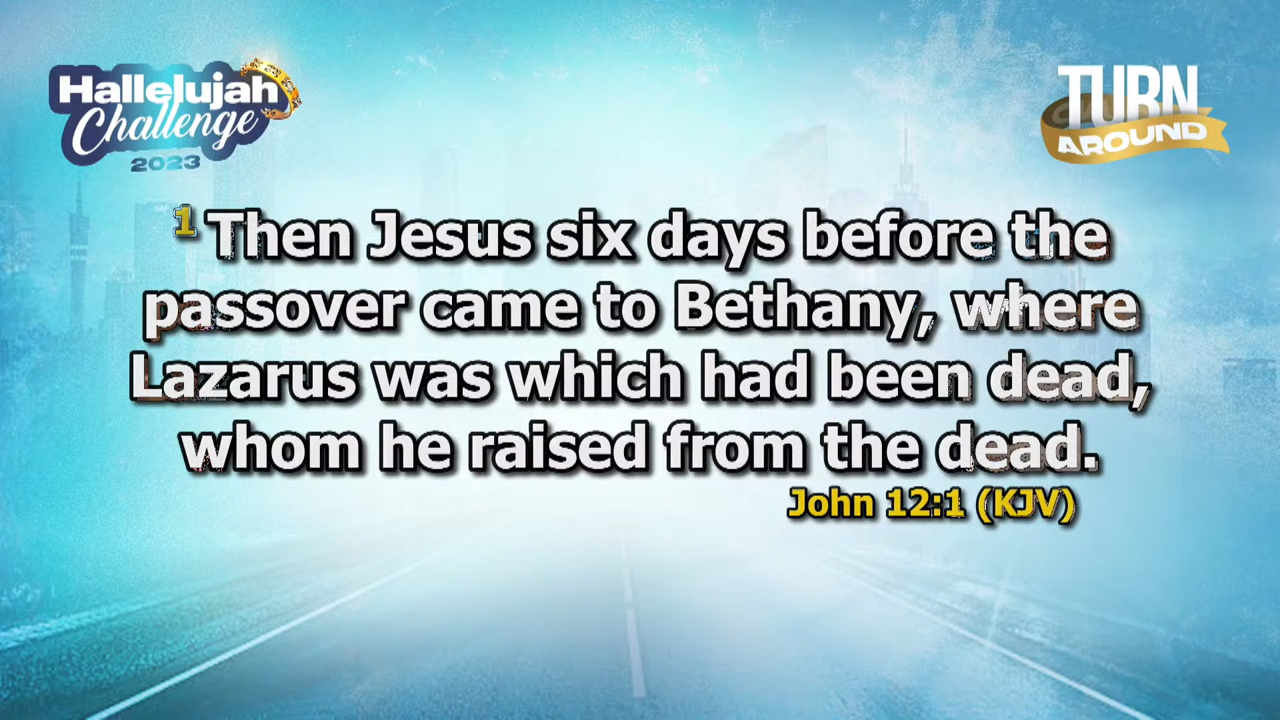 Hallelujah
Challenge
2023
TURN
AROUND
1 Then Jesus six days before the
passover came to Bethany, where
Lazarus was which had been dead,
whom he raised from the dead.
John 12:1 (KJV)